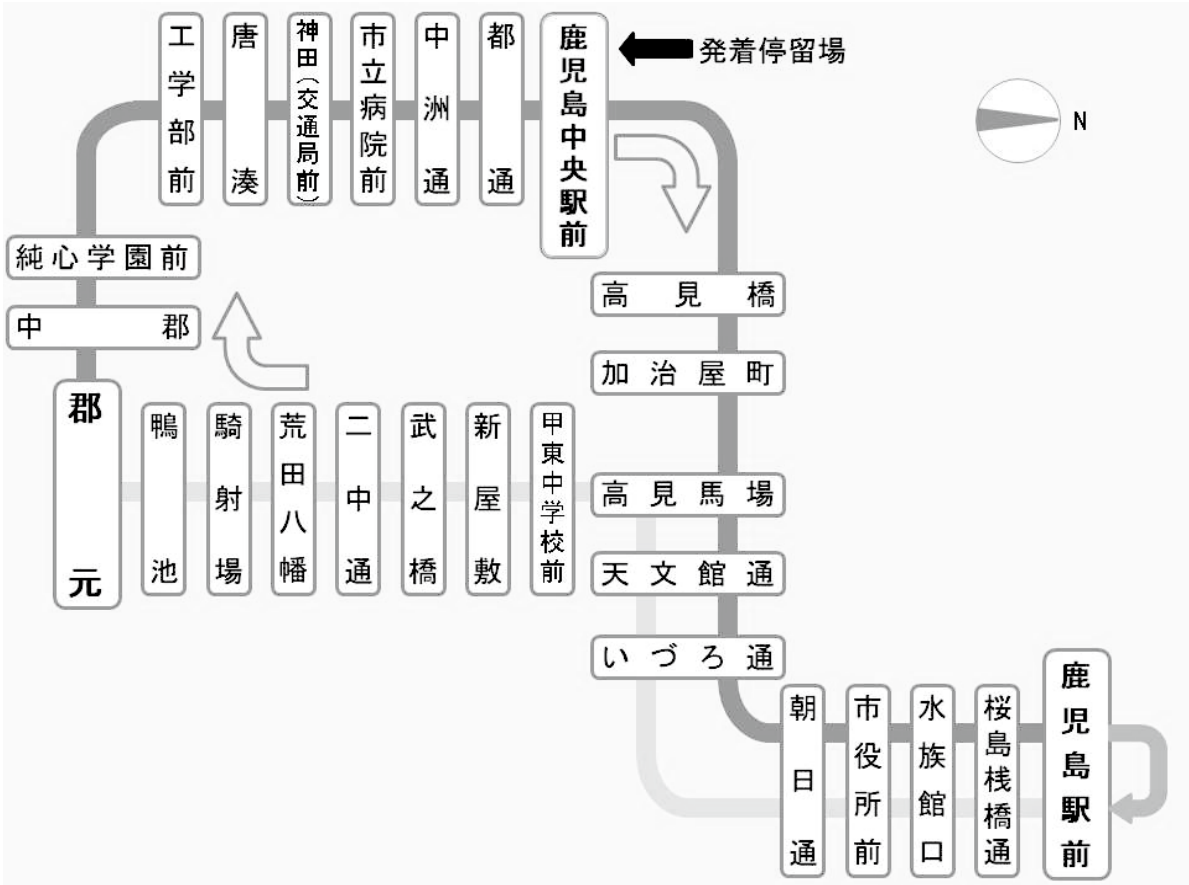 工学部前
唐湊
神田(交通局前)
市立病院前
中洲通
都通
鹿児島中央駅前
発着停留場
N
純心学園前
中郡
高見橋
加治屋町
郡元
鴨池
騎射場
荒田八幡
二中通
武之橋
新屋敷
甲東中学校前
高見馬場
天文館通
いづろ通
朝日通
市役所前
水族館口
桜島桟橋通
鹿児島駅前